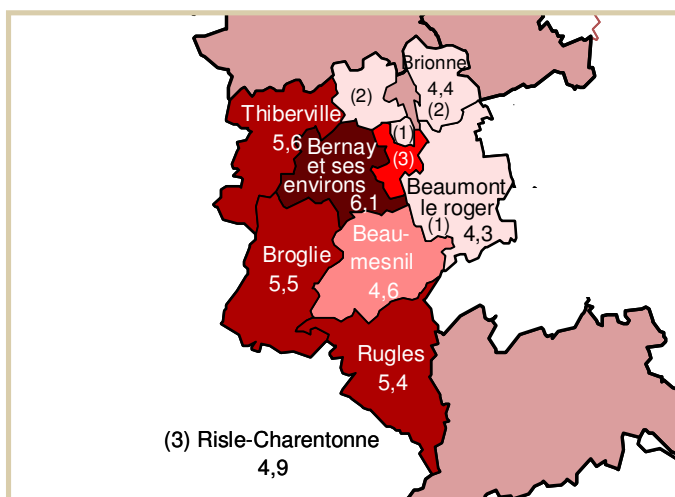 Brionne
4,4
(2)
(2)
Thiberville
5,6
(1)
Bernay
et ses
environs
6,1
(3)
Beaumont
le roger
(1)
4,3
Broglie
5,5
Beau-
mesnil
4,6
Rugles
5,4
(3) Risle-Charentonne
4,9